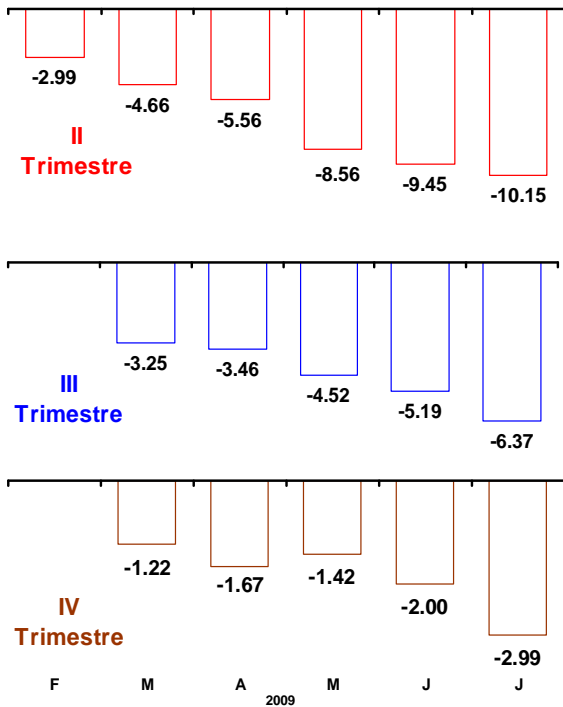 -2.99
-4.66
-5.56
-8.56
-9.45
-10.15
II
Trimestre
-3.25
-3.46
-4.52
-5.19
-6.37
III
Trimestre
-1.22
-1.67
-1.42
-2.00
-2.99
IV
Trimestre
F M A M J J
2009